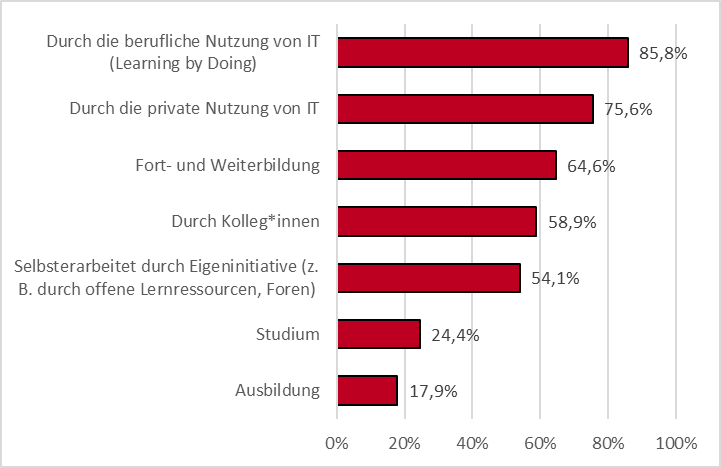 Durch die berufliche Nutzung von IT
(Learning by Doing)
85,8%
Durch die private Nutzung von IT
75,6%
Fort- und Weiterbildung
64,6%
Durch Kolleg*innen
58,9%
Selbsterarbeitet durch Eigeninitiative (z.
B. durch offene Lernressourcen, Foren)
54,1%
Studium
24,4%
Ausbildung
17,9%
0% 20% 40% 60% 80% 100%